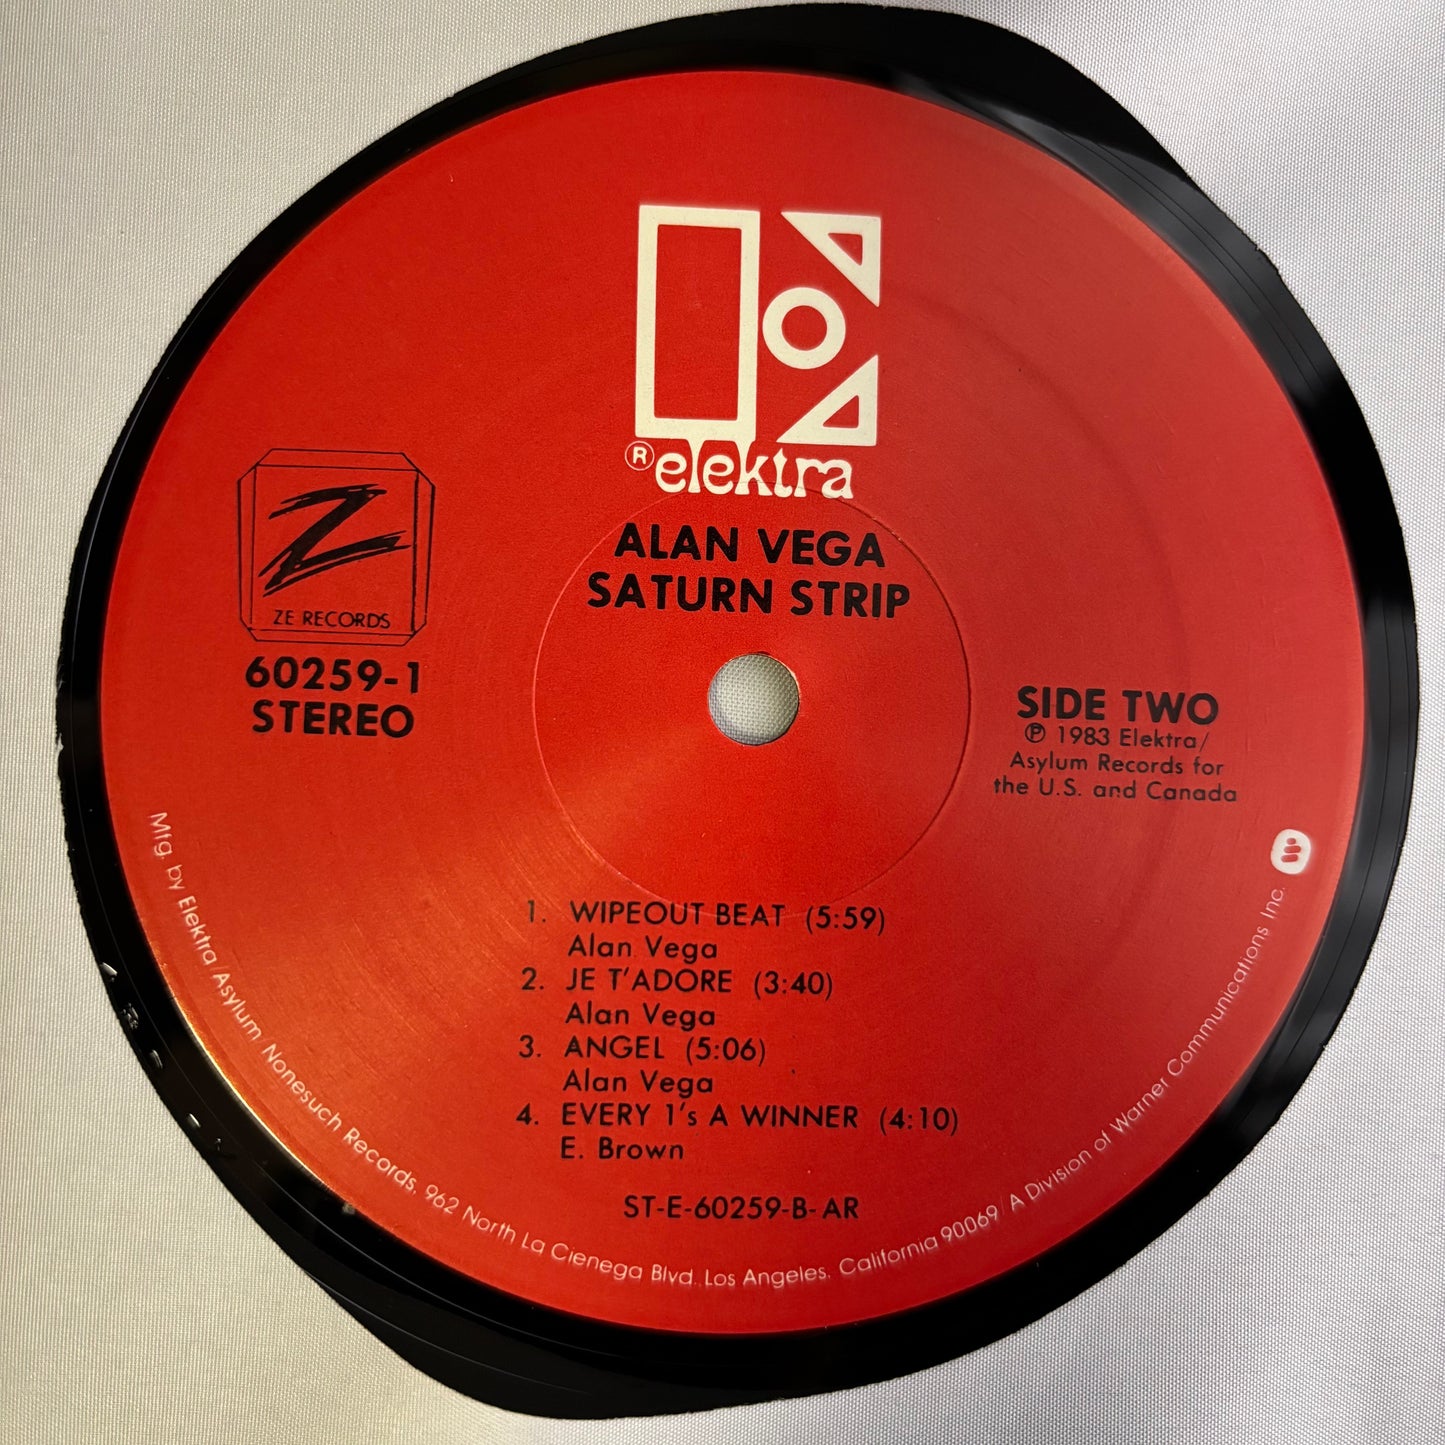 ® elektra
ALAN VEGA
SATURN STRIP
Z
ZE RECORDS
60259-1
STEREO
SIDE TWO
℗ 1983 Elektra/
Asylum Records for
the U.S. and Canada
1. WIPEOUT BEAT (5:59)
Alan Vega
2. JE T'ADORE (3:40)
Alan Vega
3. ANGEL (5:06)
Alan Vega
4. EVERY 1's A WINNER (4:10)
E. Brown
ST-E-60259-B-AR
Mfg. by Elektra Asylum Nonesuch Records, 962 North La Cienega Blvd., Los Angeles, California 90069/A Division of Warner Communications Inc.